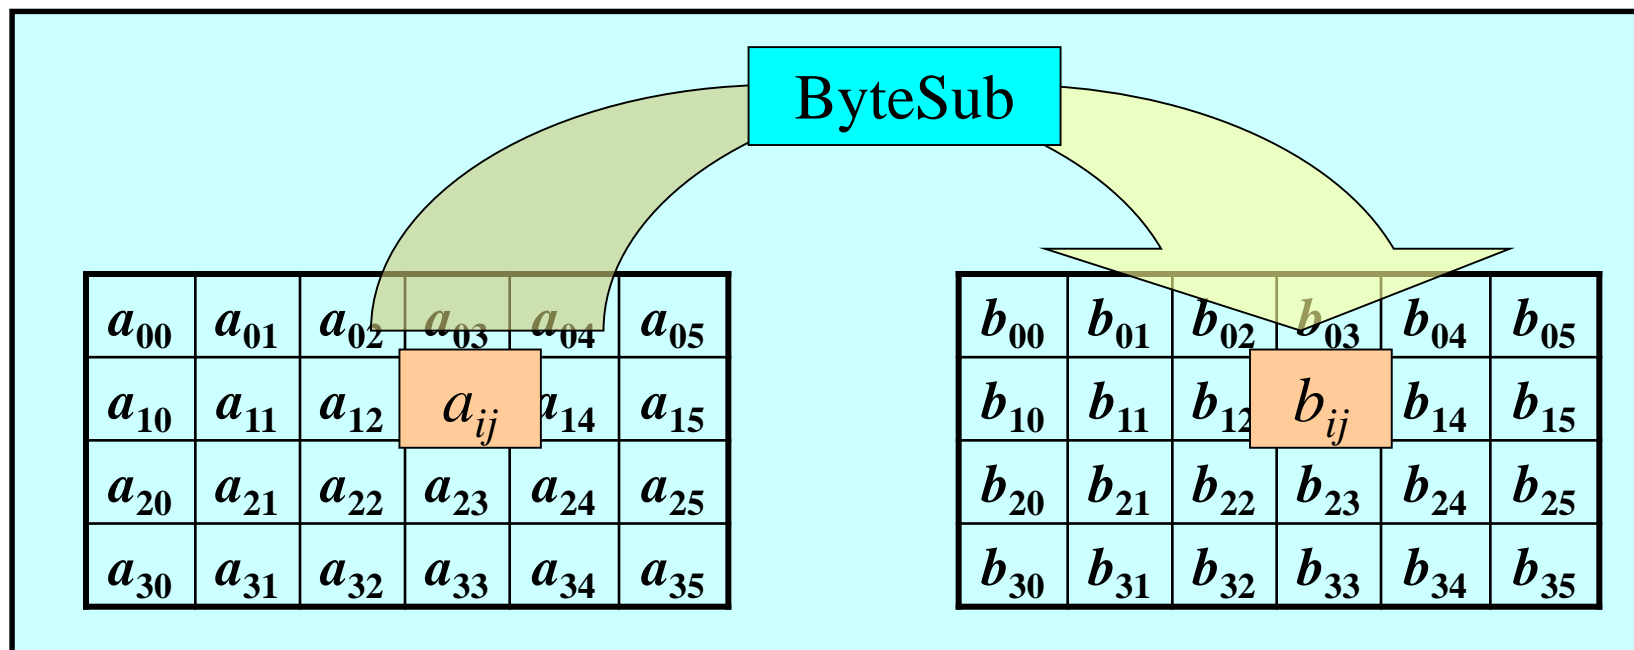 ByteSub
a00 a01 a02 a03 a04 a05 b00 b01 b02 b03 b04 b05
a10 a11 a12 aij a14 a15 b10 b11 b12 bij b14 b15
a20 a21 a22 a23 a24 a25 b20 b21 b22 b23 b24 b25
a30 a31 a32 a33 a34 a35 b30 b31 b32 b33 b34 b35